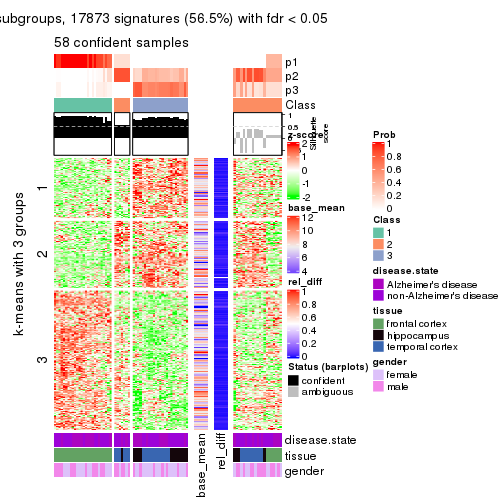 subgroups, 17873 signatures (56.5%) with fdr < 0.05
58 confident samples
p1
p2
p3
Class
1
0.5
0
Silhouette
score
k-means with 3 groups
1
2
3
z-score
2
1
0
-1
-2
base_mean
12
10
8
6
4
rel_diff
1
0.8
0.6
0.4
0.2
0
Status (barplots)
confident
ambiguous
Prob
1
0.8
0.6
0.4
0.2
0
Class
1
2
3
disease.state
Alzheimer's disease
non-Alzheimer's disease
tissue
frontal cortex
hippocampus
temporal cortex
gender
female
male
disease.state
tissue
gender
base_mean
rel_diff